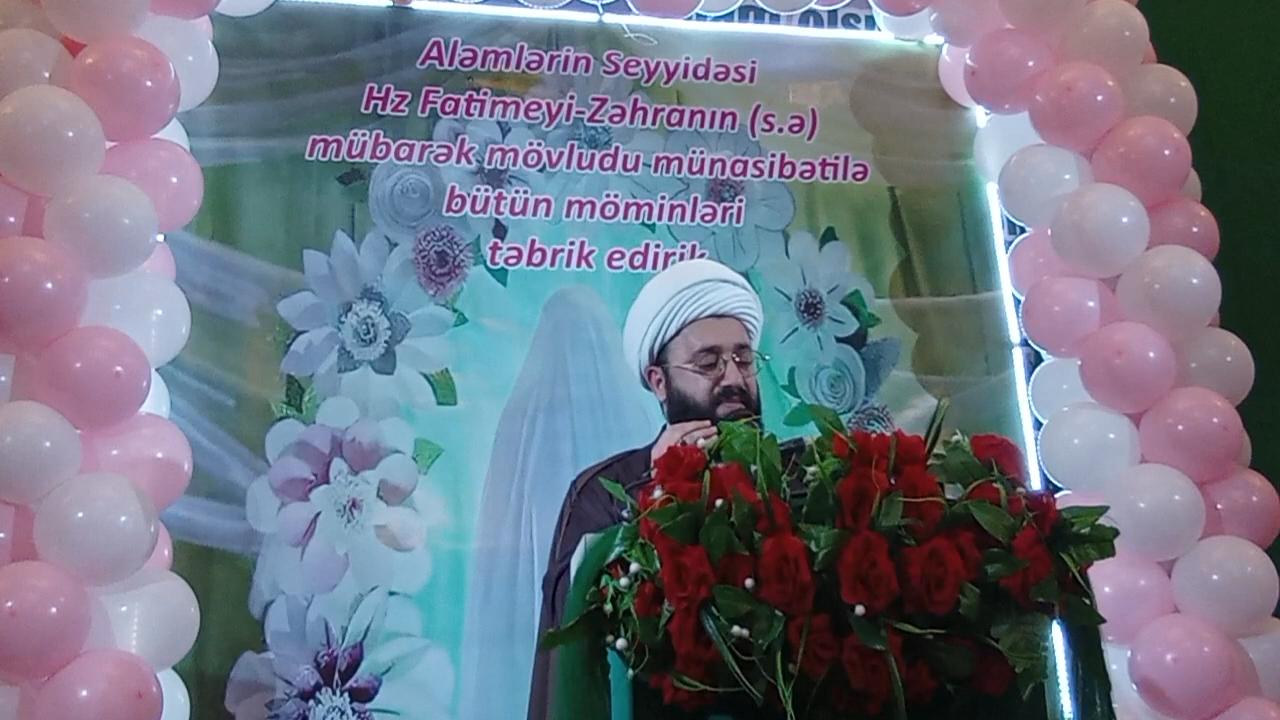 Aləmlərin Seyyidəsi
Hz Fatimeyi-Zəhranın (s.ə)
mübarək mövludu münasibətilə
bütün möminləri
təbrik edirik